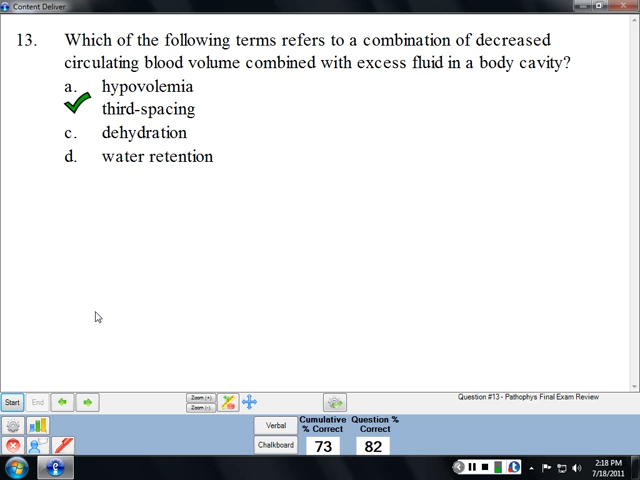 Content Deliver
13. Which of the following terms refers to a combination of decreased
circulating blood volume combined with excess fluid in a body cavity?
a. hypovolemia
third-spacing
c. dehydration
d. water retention
Start End Zoom (+) Question #13 - Pathophys Final Exam Review
Zoom (-)
Verbal Cumulative Question %
% Correct Correct
Chalkboard 73 82
2:18 PM
7/18/2011